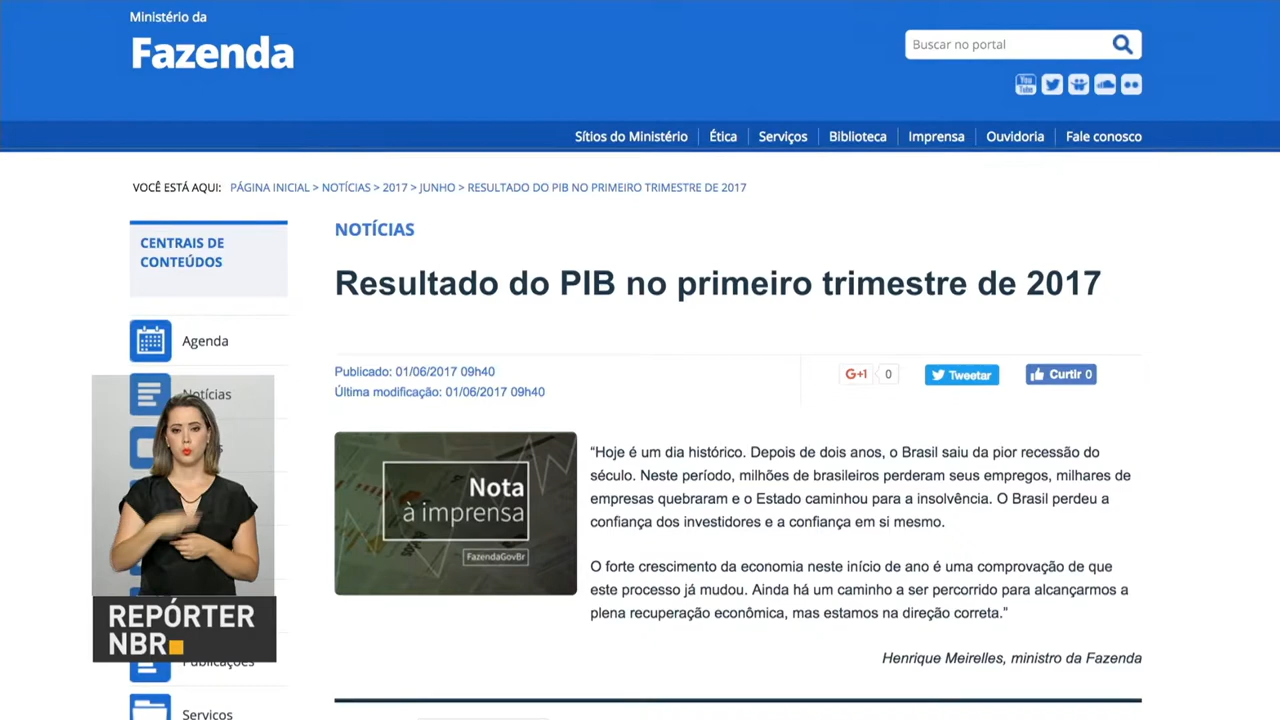 Ministério da
Fazenda
Buscar no portal
You
Tube
Sítios do Ministério
Ética
Serviços
Biblioteca
Imprensa
Ouvidoria
Fale conosco
VOCÊ ESTÁ AQUI: PÁGINA INICIAL > NOTÍCIAS > 2017 > JUNHO > RESULTADO DO PIB NO PRIMEIRO TRIMESTRE DE 2017
CENTRAIS DE
CONTEÚDOS
NOTÍCIAS
Resultado do PIB no primeiro trimestre de 2017
Agenda
Notícias
Publicado: 01/06/2017 09h40
Última modificação: 01/06/2017 09h40
G+1 0
Tweetar
Curtir 0
Nota
à imprensa
FazendaGovBr
“Hoje é um dia histórico. Depois de dois anos, o Brasil saiu da pior recessão do
século. Neste período, milhões de brasileiros perderam seus empregos, milhares de
empresas quebraram e o Estado caminhou para a insolvência. O Brasil perdeu a
confiança dos investidores e a confiança em si mesmo.
O forte crescimento da economia neste início de ano é uma comprovação de que
este processo já mudou. Ainda há um caminho a ser percorrido para alcançarmos a
plena recuperação econômica, mas estamos na direção correta.”
Henrique Meirelles, ministro da Fazenda
REPÓRTER
NBR
Publicações
Serviços